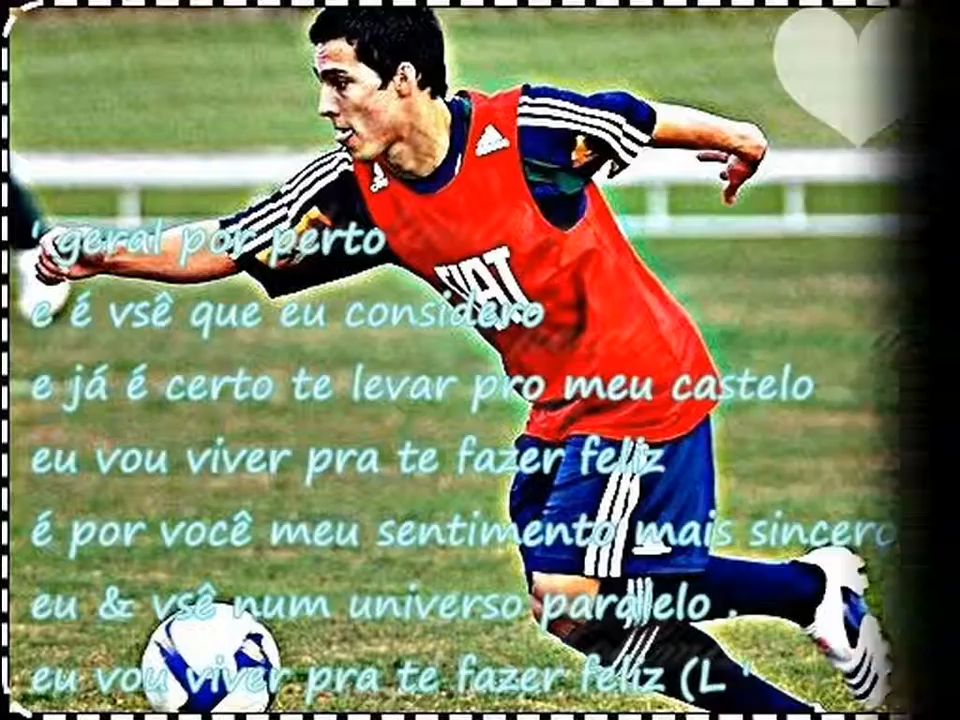 ' geral por perto
FIAT
e é vsê que eu considero
e já é certo te levar pro meu castelo
eu vou viver pra te fazer feliz
é por você meu sentimento mais sincero
eu & vsê num universo paralelo .
eu vou viver pra te fazer feliz (L '